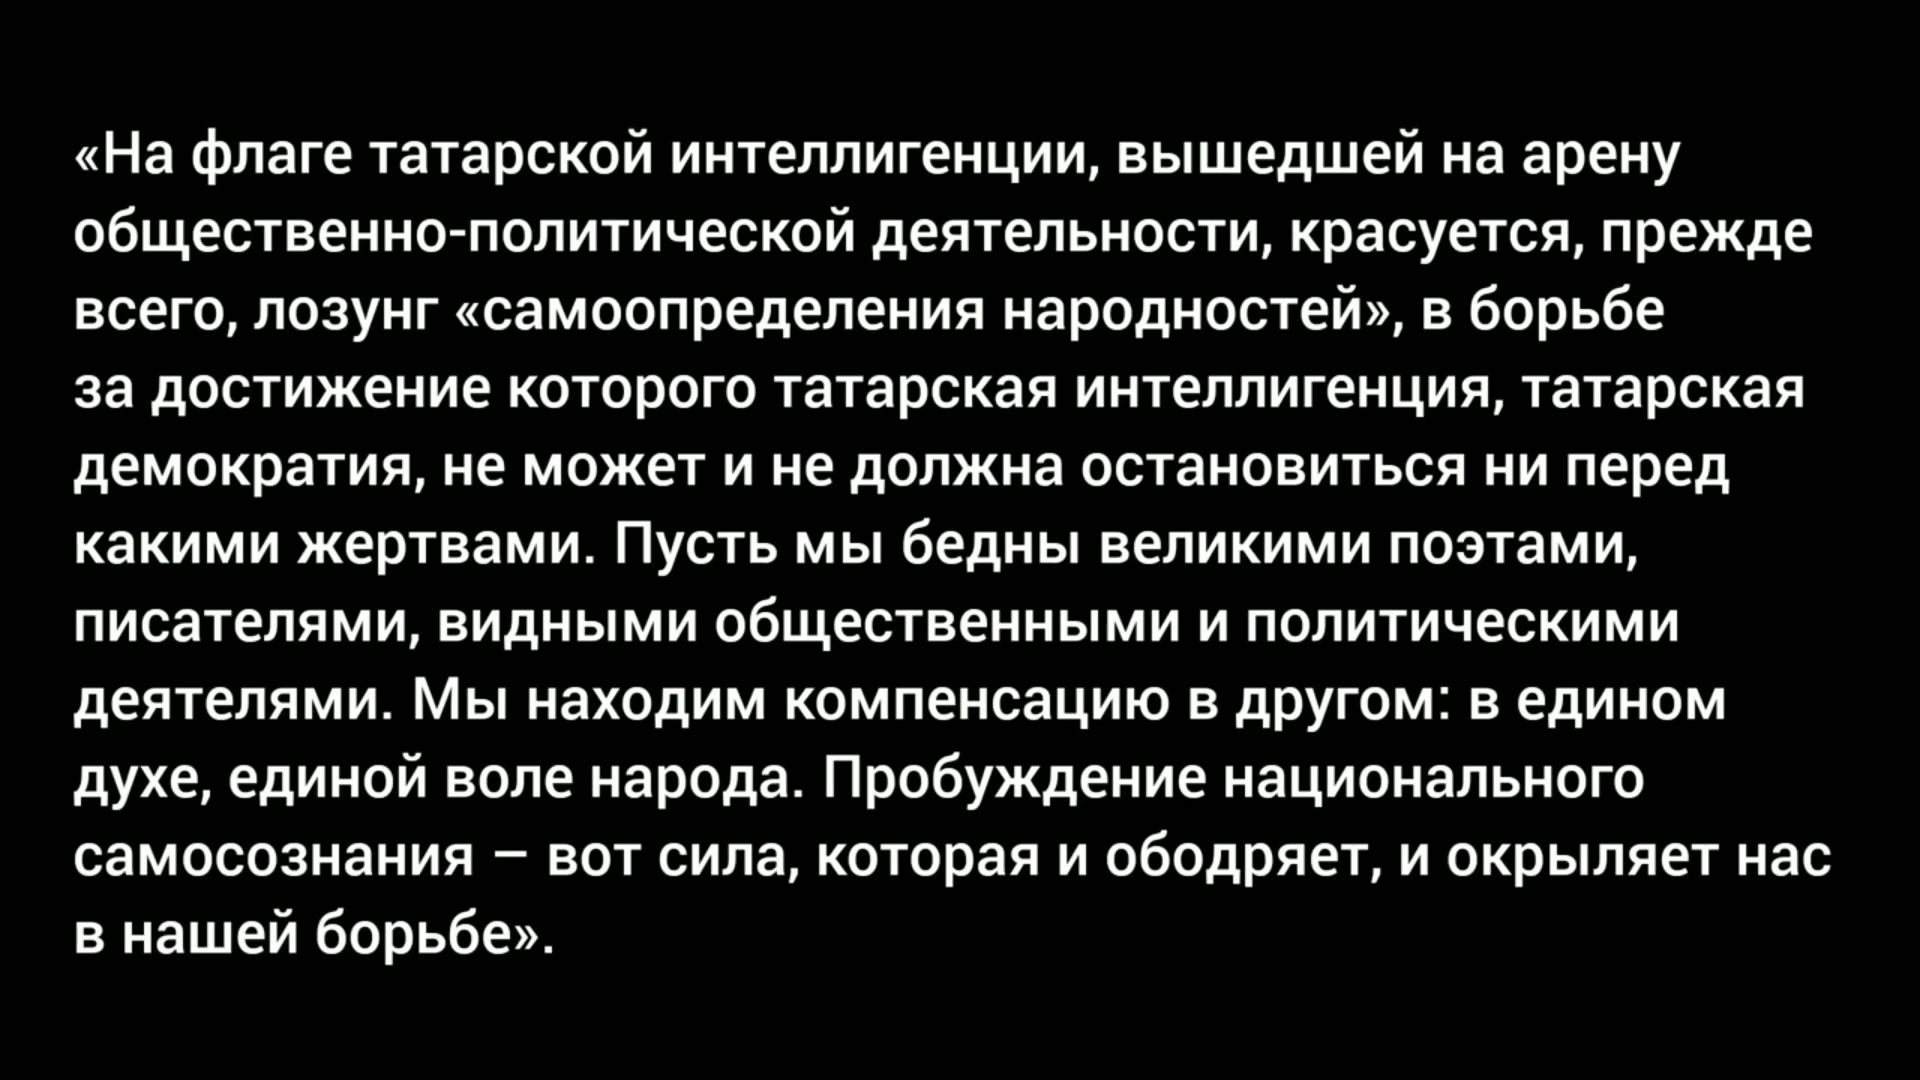 «На флаге татарской интеллигенции, вышедшей на арену
общественно-политической деятельности, красуется, прежде
всего, лозунг «самоопределения народностей», в борьбе
за достижение которого татарская интеллигенция, татарская
демократия, не может и не должна остановиться ни перед
какими жертвами. Пусть мы бедны великими поэтами,
писателями, видными общественными и политическими
деятелями. Мы находим компенсацию в другом: в едином
духе, единой воле народа. Пробуждение национального
самосознания – вот сила, которая и ободряет, и окрыляет нас
в нашей борьбе».